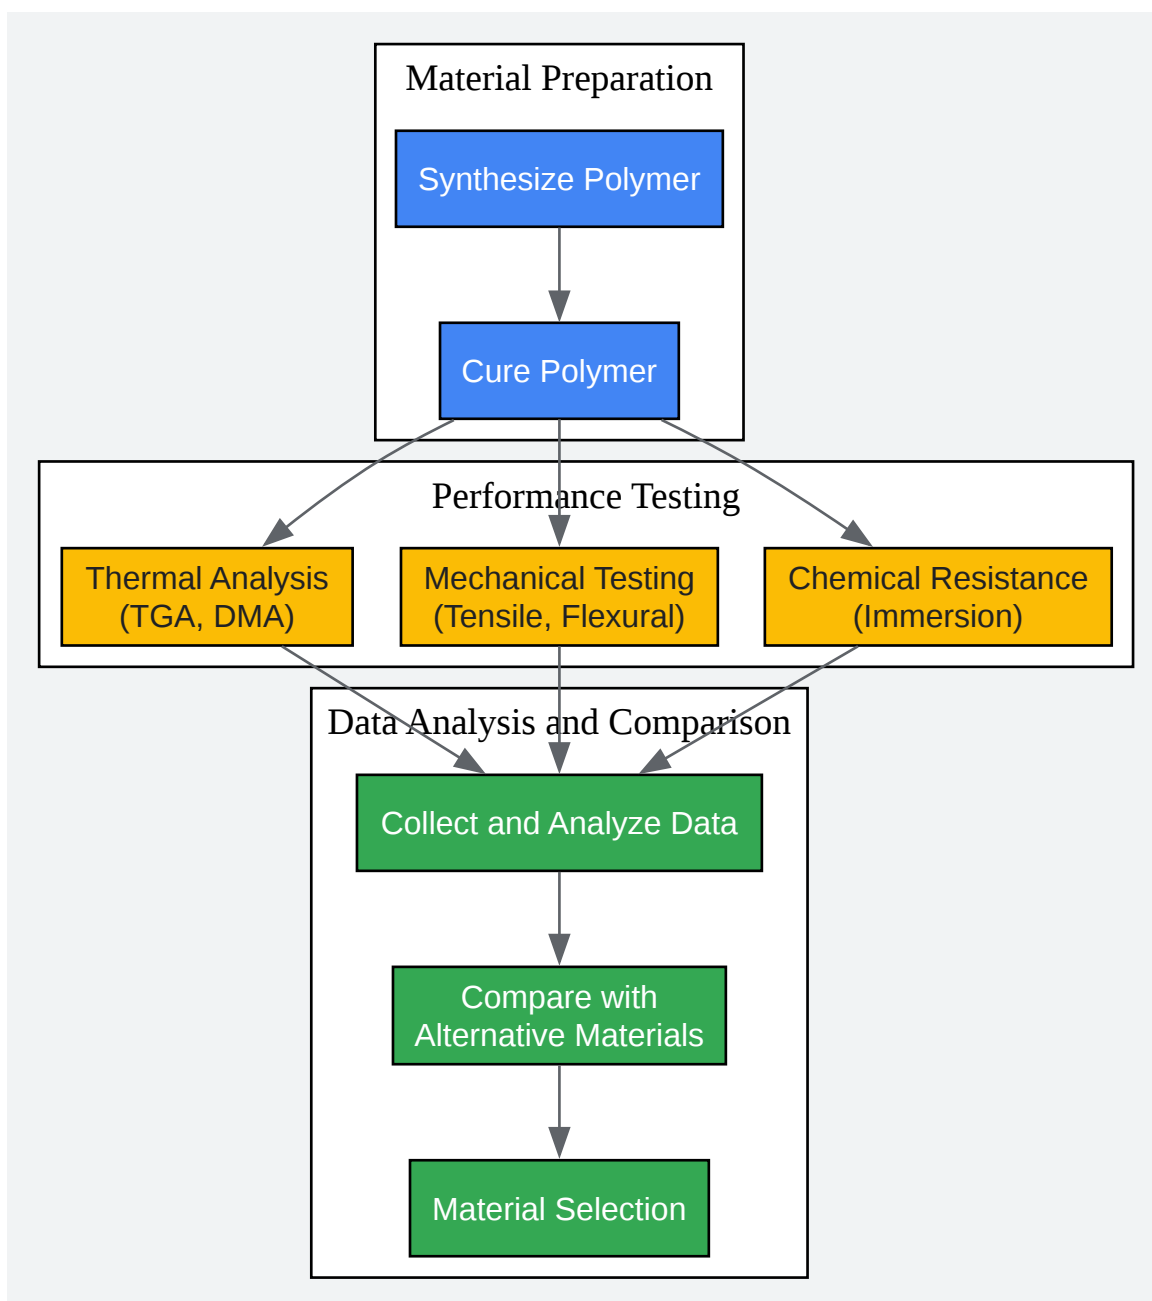 Material Preparation
Synthesize Polymer
Cure Polymer
Performance Testing
Thermal Analysis
(TGA, DMA)
Mechanical Testing
(Tensile, Flexural)
Chemical Resistance
(Immersion)
Data Analysis and Comparison
Collect and Analyze Data
Compare with
Alternative Materials
Material Selection